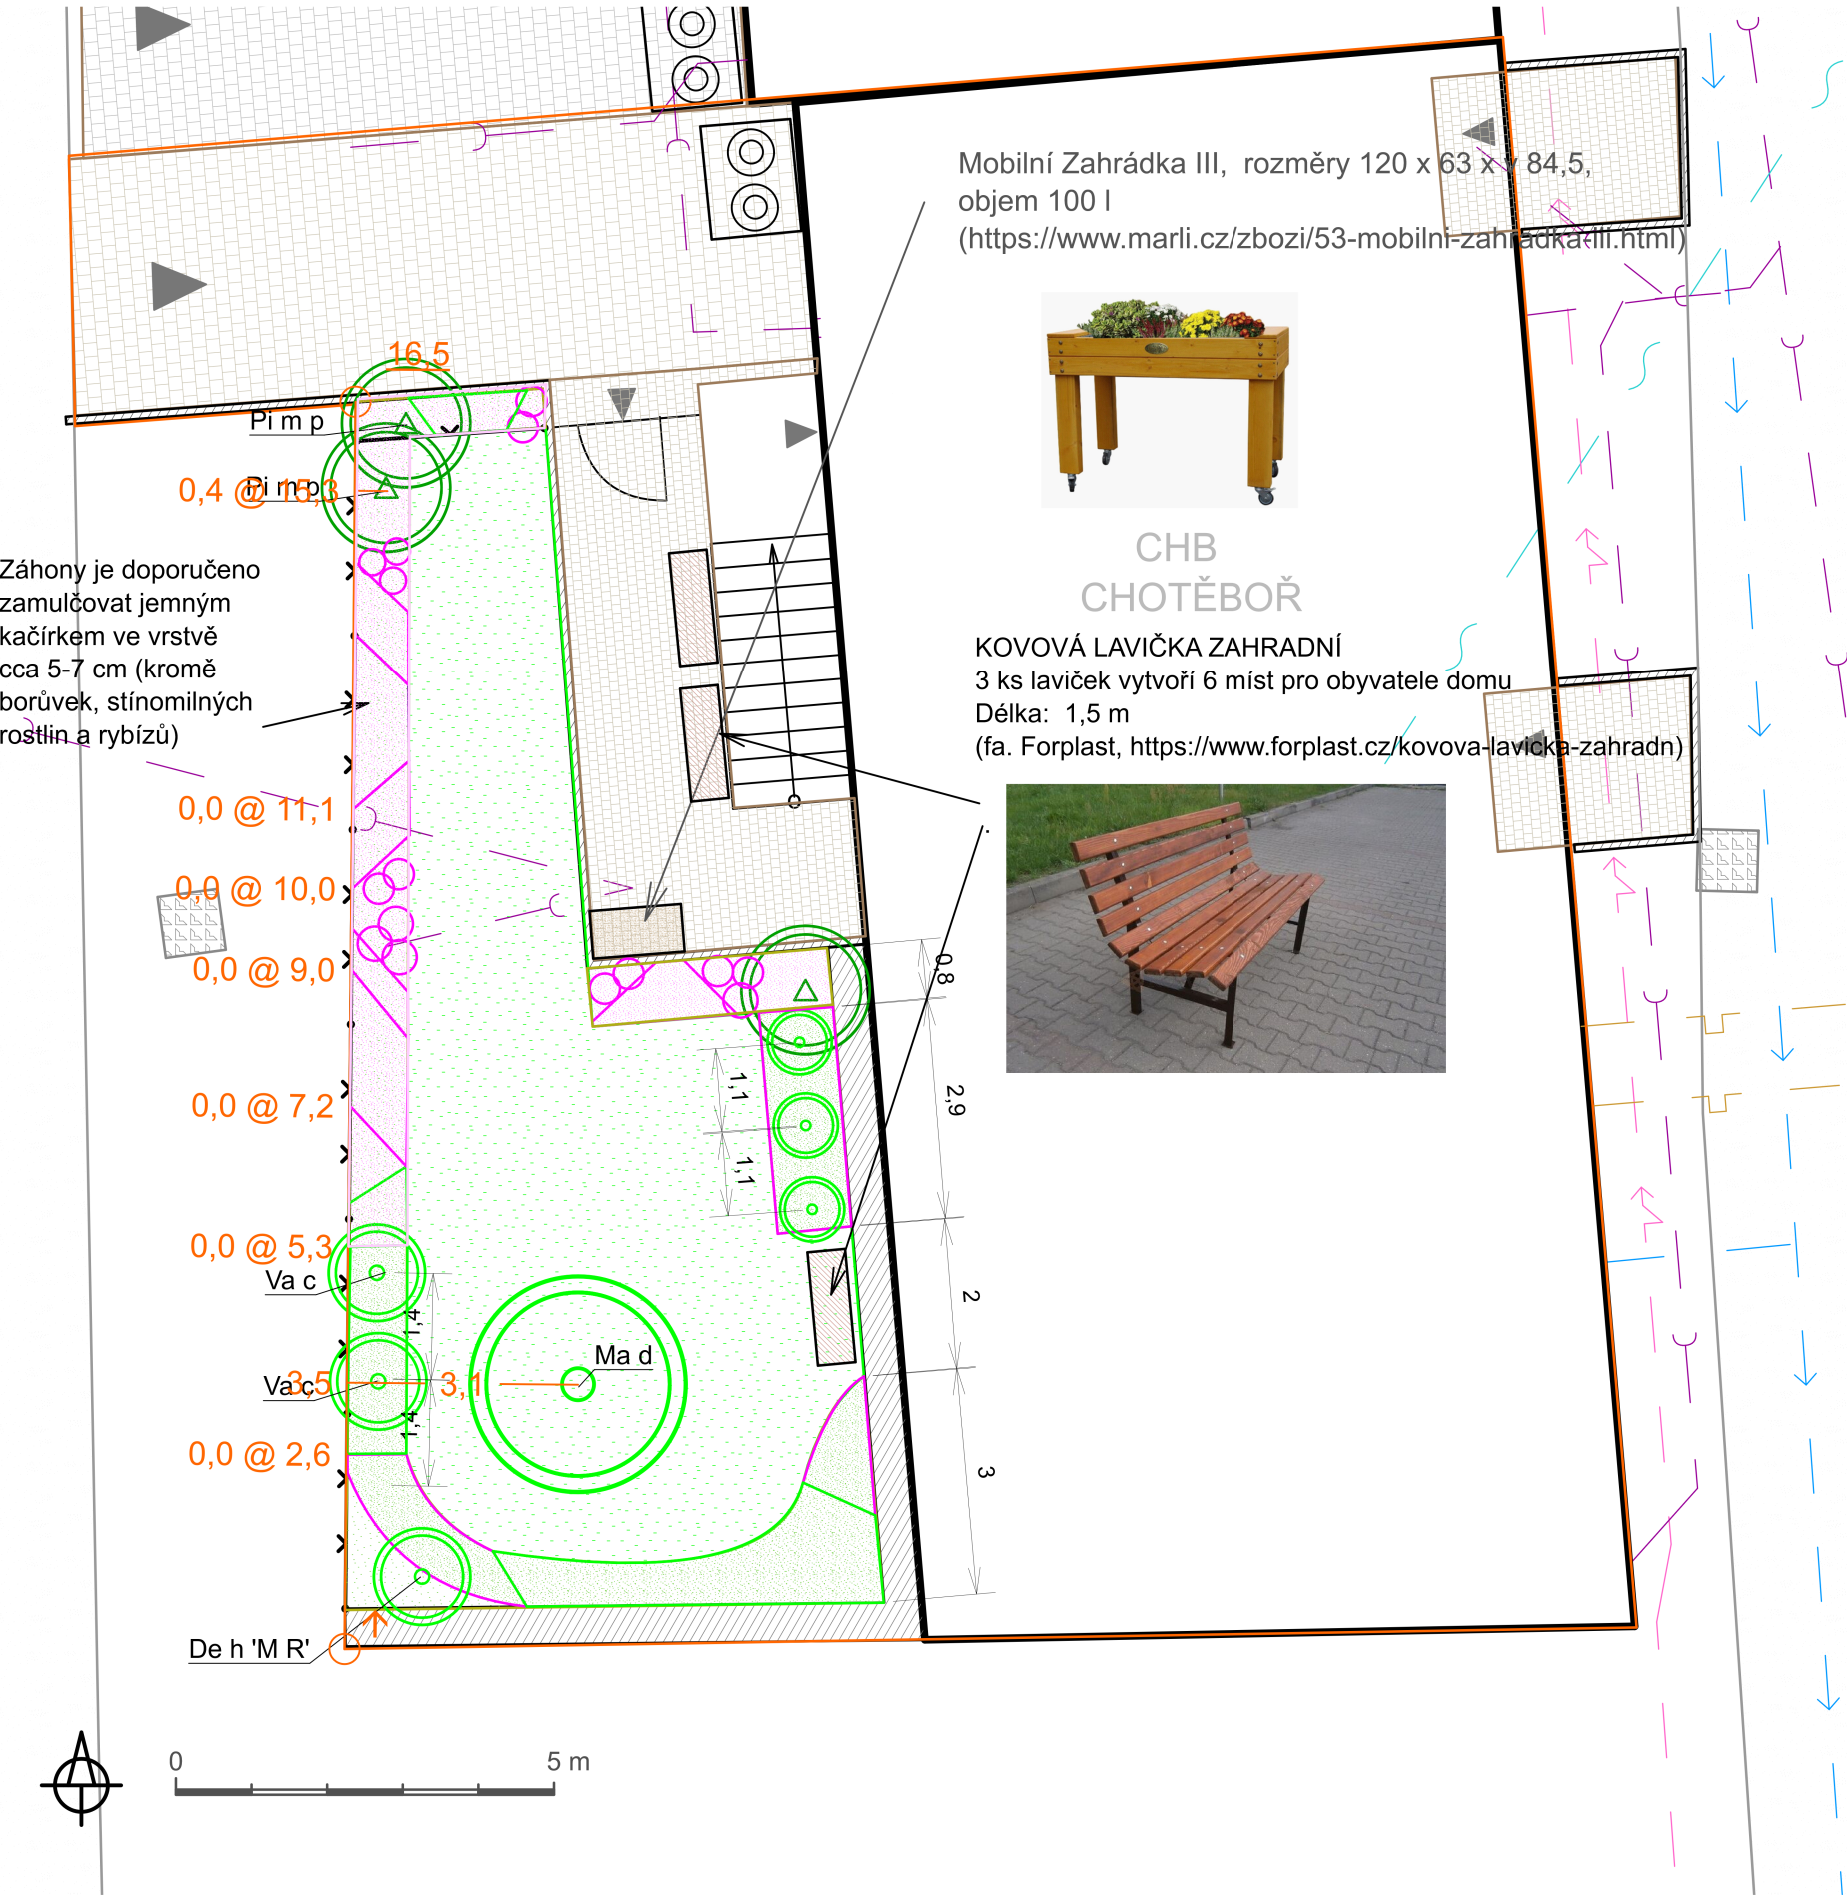 Mobilní Zahrádka III, rozměry 120 x 63 x v 84,5,
objem 100 l
(https://www.marli.cz/zbozi/53-mobilni-zahradka-III.html)
16,5
Pi m p
0,4 @ 15,3
Pi m p
Záhony je doporučeno
zamulčovat jemným
kačírkem ve vrstvě
cca 5-7 cm (kromě
borůvek, stínomilných
rostlin a rybízů)
CHB
CHOTĚBOŘ
KOVOVÁ LAVIČKA ZAHRADNÍ
3 ks laviček vytvoří 6 míst pro obyvatele domu
Délka: 1,5 m
(fa. Forplast, https://www.forplast.cz/kovova-lavicka-zahradn)
0,0 @ 11,1
0,0 @ 10,0
0,0 @ 9,0
0,8
0,0 @ 7,2
1,1
2,9
1,1
0,0 @ 5,3
Va c
1,4
2
Ma d
Va c
3,5
3,1
1,4
0,0 @ 2,6
3
De h 'M R'
0
5 m